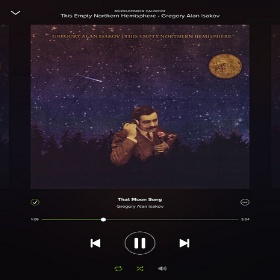 This Empty Northern Hemisphere - Gregory Alan Isakov
GREGORY ALAN ISAKOV | THIS EMPTY NORTHERN HEMISPHERE
That Moon Song
Gregory Alan Isakov